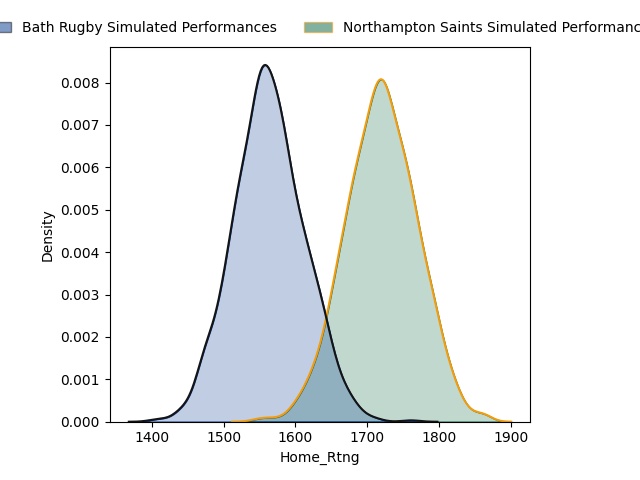 Bath Rugby Simulated Performances Northampton Saints Simulated Performanc
0.008
0.007
0.006
0.005
0.004
0.003
0.002
0.001
0.000
Density
1400 1500 1600 1700 1800 1900
Home_Rtng